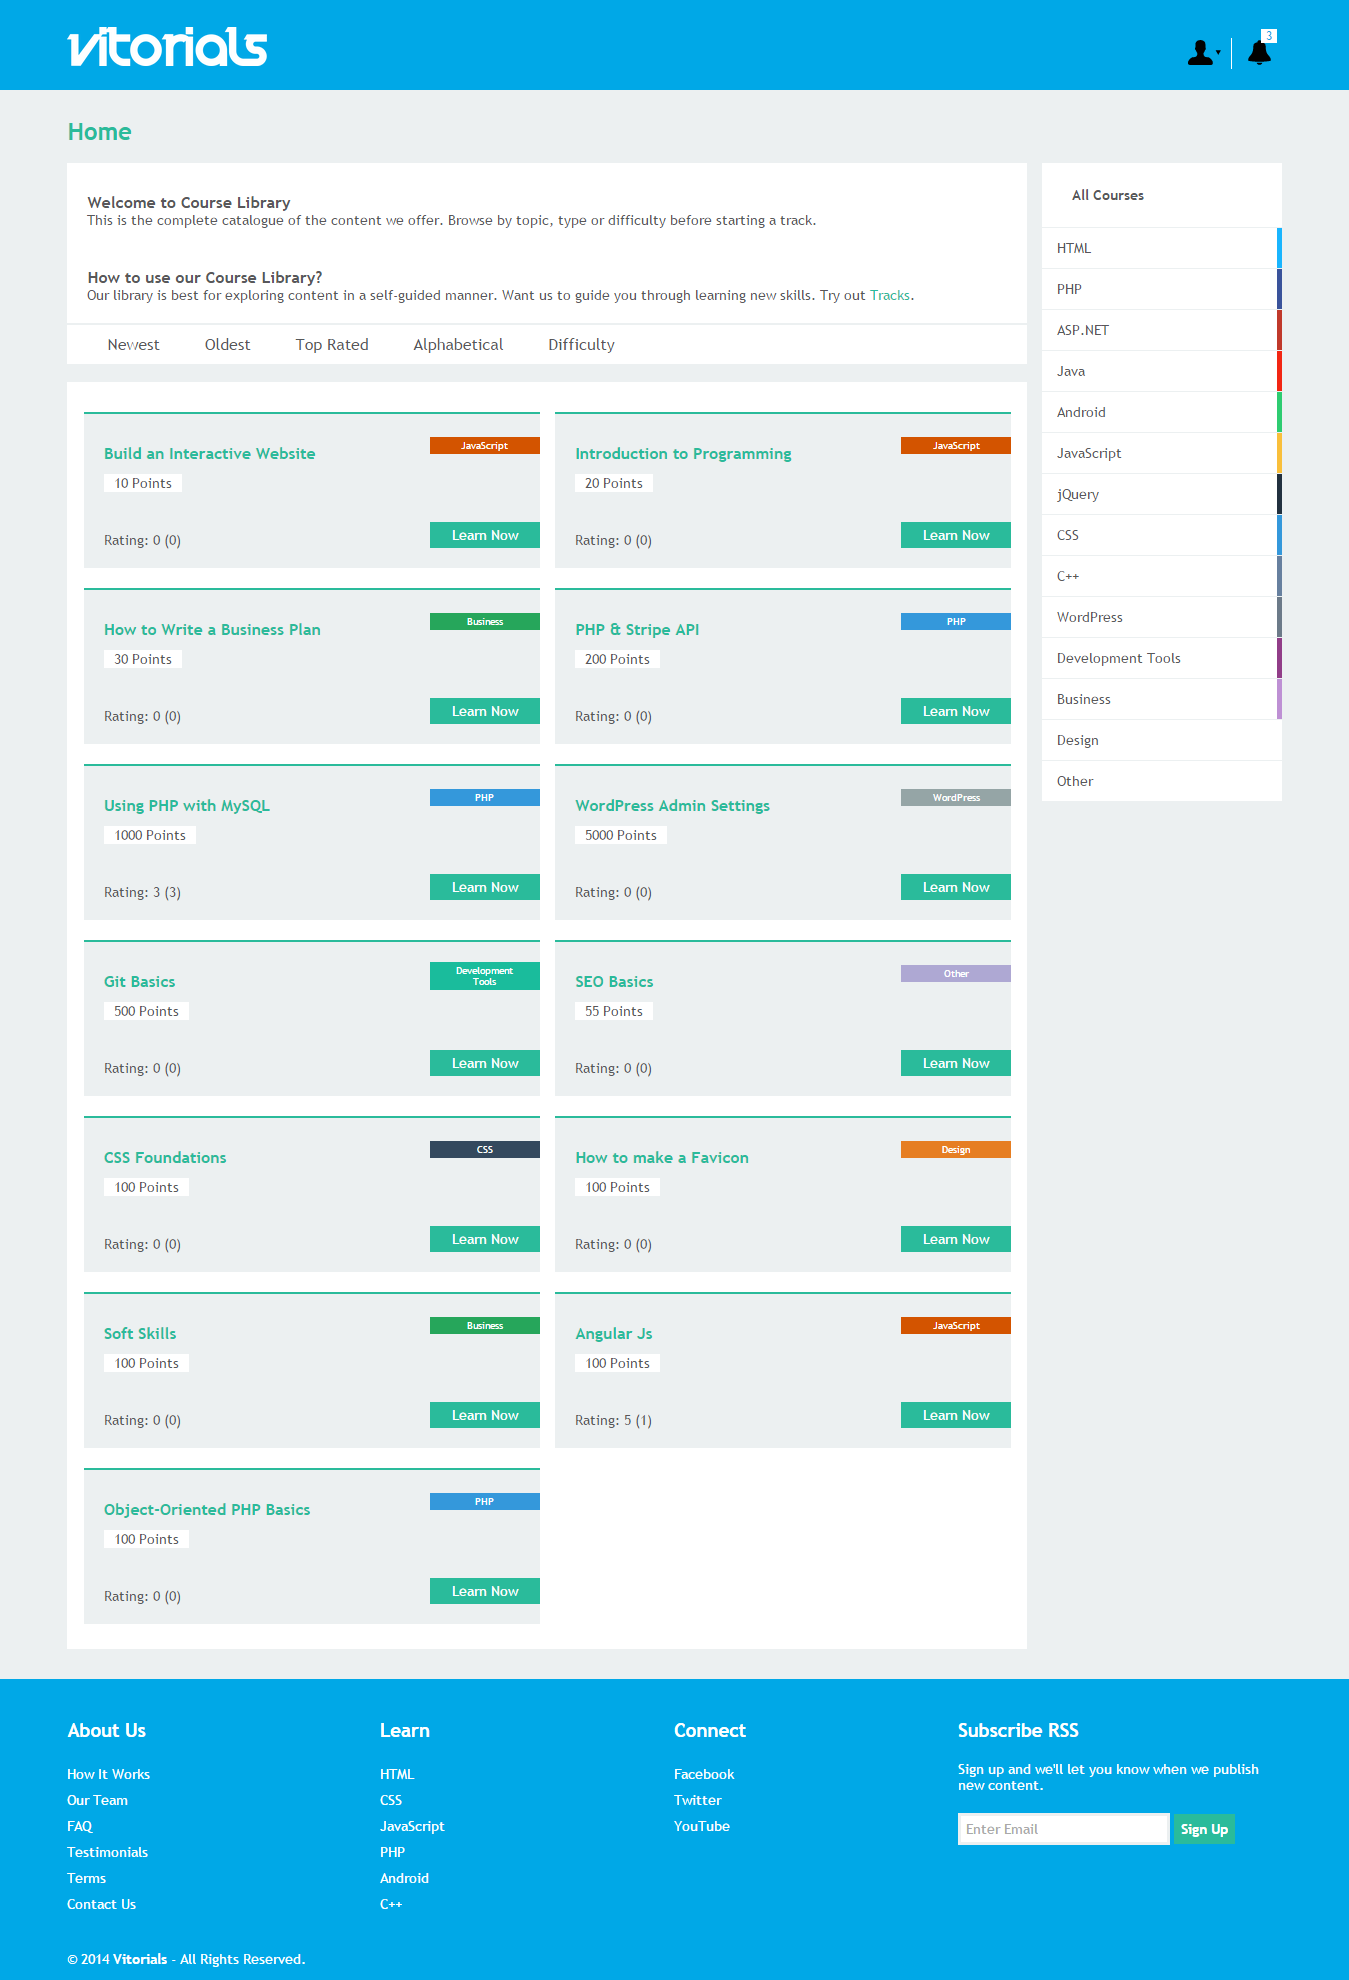 vitorials
3
Home
Welcome to Course Library
This is the complete catalogue of the content we offer. Browse by topic, type or difficulty before starting a track.
How to use our Course Library?
Our library is best for exploring content in a self-guided manner. Want us to guide you through learning new skills. Try out Tracks.
Newest Oldest Top Rated Alphabetical Difficulty
Build an Interactive Website
JavaScript
10 Points
Rating: 0 (0)
Learn Now
Introduction to Programming
JavaScript
20 Points
Rating: 0 (0)
Learn Now
How to Write a Business Plan
Business
30 Points
Rating: 0 (0)
Learn Now
PHP & Stripe API
PHP
200 Points
Rating: 0 (0)
Learn Now
Using PHP with MySQL
PHP
1000 Points
Rating: 3 (3)
Learn Now
WordPress Admin Settings
WordPress
5000 Points
Rating: 0 (0)
Learn Now
Git Basics
Development
Tools
500 Points
Rating: 0 (0)
Learn Now
SEO Basics
Other
55 Points
Rating: 0 (0)
Learn Now
CSS Foundations
CSS
100 Points
Rating: 0 (0)
Learn Now
How to make a Favicon
Design
100 Points
Rating: 0 (0)
Learn Now
Soft Skills
Business
100 Points
Rating: 0 (0)
Learn Now
Angular Js
JavaScript
100 Points
Rating: 5 (1)
Learn Now
Object-Oriented PHP Basics
PHP
100 Points
Rating: 0 (0)
Learn Now
All Courses
HTML
PHP
ASP.NET
Java
Android
JavaScript
jQuery
CSS
C++
WordPress
Development Tools
Business
Design
Other
About Us
How It Works
Our Team
FAQ
Testimonials
Terms
Contact Us
Learn
HTML
CSS
JavaScript
PHP
Android
C++
Connect
Facebook
Twitter
YouTube
Subscribe RSS
Sign up and we'll let you know when we publish
new content.
Enter Email
Sign Up
© 2014 Vitorials - All Rights Reserved.